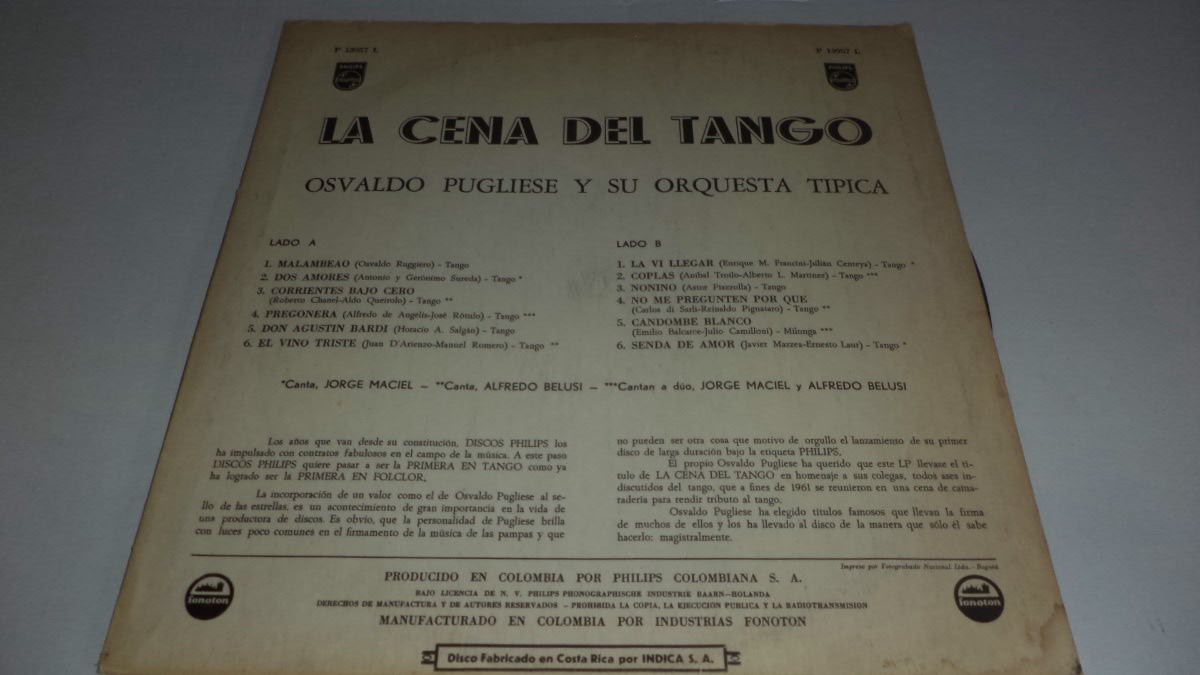 P 13957 L
P 13957 L
PHILIPS
PHILIPS
LA CENA DEL TANGO
OSVALDO PUGLIESE Y SU ORQUESTA TIPICA
LADO A
1. MALAMBEAO (Osvaldo Ruggiero) - Tango
2. DOS AMORES (Antonio y Gerónimo Sureda) - Tango *
3. CORRIENTES BAJO CERO
(Roberto Chanel-Aldo Queirolo) - Tango **
4. PREGONERA (Alfredo de Angelis-José Rótulo) - Tango ***
5. DON AGUSTIN BARDI (Horacio A. Salgán) - Tango
6. EL VINO TRISTE (Juan D'Arienzo-Manuel Romero) - Tango **
LADO B
1. LA VI LLEGAR (Enrique M. Francini-Julián Centeya) - Tango *
2. COPLAS (Anibal Troilo-Alberto L. Martinez) - Tango ***
3. NONINO (Astor Piazzolla) - Tango
4. NO ME PREGUNTEN POR QUE
(Carlos di Sarli-Reinaldo Pignataro) - Tango **
5. CANDOMBE BLANCO
(Emilio Balcarce-Julio Camilloni) - Milonga ***
6. SENDA DE AMOR (Javier Mazzea-Ernesto Laur) - Tango *
*Canta, JORGE MACIEL – **Canta, ALFREDO BELUSI – ***Cantan a dúo, JORGE MACIEL y ALFREDO BELUSI
Los años que van desde su constitución, DISCOS PHILIPS los
ha impulsado con contratos fabulosos en el campo de la música. A este paso
DISCOS PHILIPS quiere pasar a ser la PRIMERA EN TANGO como ya
ha logrado ser la PRIMERA EN FOLCLOR.
La incorporación de un valor como el de Osvaldo Pugliese al se-
llo de las estrellas, es un acontecimiento de gran importancia en la vida de
una productora de discos. Es obvio, que la personalidad de Pugliese brilla
con luces poco comunes en el firmamento de la música de las pampas y que
no pueden ser otra cosa que motivo de orgullo el lanzamiento de su primer
disco de larga duración bajo la etiqueta PHILIPS.
El propio Osvaldo Pugliese ha querido que este LP llevase el tí-
tulo de LA CENA DEL TANGO en homenaje a sus colegas, todos ases in-
discutidos del tango, que a fines de 1961 se reunieron en una cena de cama-
radería para rendir tributo al tango.
Osvaldo Pugliese ha elegido títulos famosos que llevan la firma
de muchos de ellos y los ha llevado al disco de la manera que sólo él sabe
hacerlo: magistralmente.
Impreso por Fotograbado Nacional Ltda. - Bogotá
fonoton
PRODUCIDO EN COLOMBIA POR PHILIPS COLOMBIANA S. A.
BAJO LICENCIA DE N. V. PHILIPS PHONOGRAPHISCHE INDUSTRIE BAARN-HOLANDA
DERECHOS DE MANUFACTURA Y DE AUTORES RESERVADOS – PROHIBIDA LA COPIA, LA EJECUCION PUBLICA Y LA RADIOTRANSMISION
MANUFACTURADO EN COLOMBIA POR INDUSTRIAS FONOTON
fonoton
Disco Fabricado en Costa Rica por INDICA S. A.